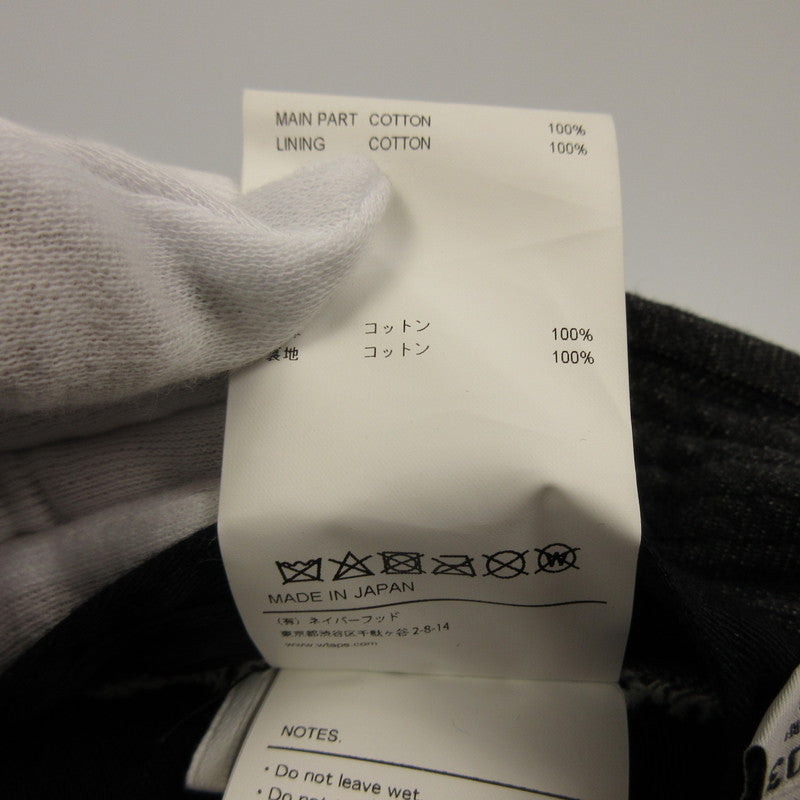 MAIN PART COTTON 100%
LINING COTTON 100%
コットン 100%
裏地 コットン 100%
W
MADE IN JAPAN
(有) ネイバーフッド
東京都渋谷区千駄ヶ谷 2-8-14
www.wtaps.com
NOTES.
・Do not leave wet
・Do not